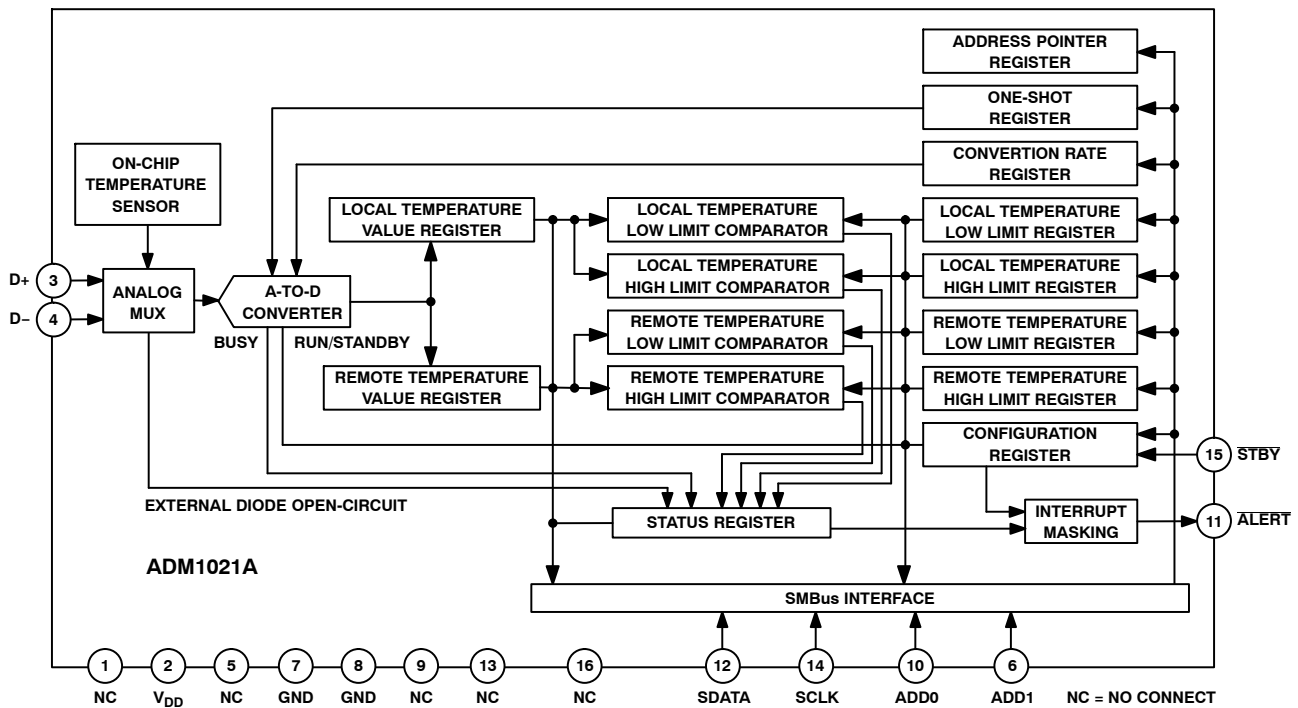 ADDRESS POINTER
REGISTER
ONE-SHOT
REGISTER
CONVERTION RATE
REGISTER
ON-CHIP
TEMPERATURE
SENSOR
LOCAL TEMPERATURE
VALUE REGISTER
LOCAL TEMPERATURE
LOW LIMIT COMPARATOR
LOCAL TEMPERATURE
LOW LIMIT REGISTER
D+
3
D–
4
ANALOG
MUX
A-TO-D
CONVERTER
BUSY
RUN/STANDBY
LOCAL TEMPERATURE
HIGH LIMIT COMPARATOR
LOCAL TEMPERATURE
HIGH LIMIT REGISTER
REMOTE TEMPERATURE
LOW LIMIT COMPARATOR
REMOTE TEMPERATURE
LOW LIMIT REGISTER
REMOTE TEMPERATURE
VALUE REGISTER
REMOTE TEMPERATURE
HIGH LIMIT COMPARATOR
REMOTE TEMPERATURE
HIGH LIMIT REGISTER
CONFIGURATION
REGISTER
15
STBY
EXTERNAL DIODE OPEN-CIRCUIT
STATUS REGISTER
INTERRUPT
MASKING
11
ALERT
ADM1021A
SMBus INTERFACE
1
2
5
7
8
9
13
16
12
14
10
6
NC
VDD
NC
GND
GND
NC
NC
NC
SDATA
SCLK
ADD0
ADD1
NC = NO CONNECT